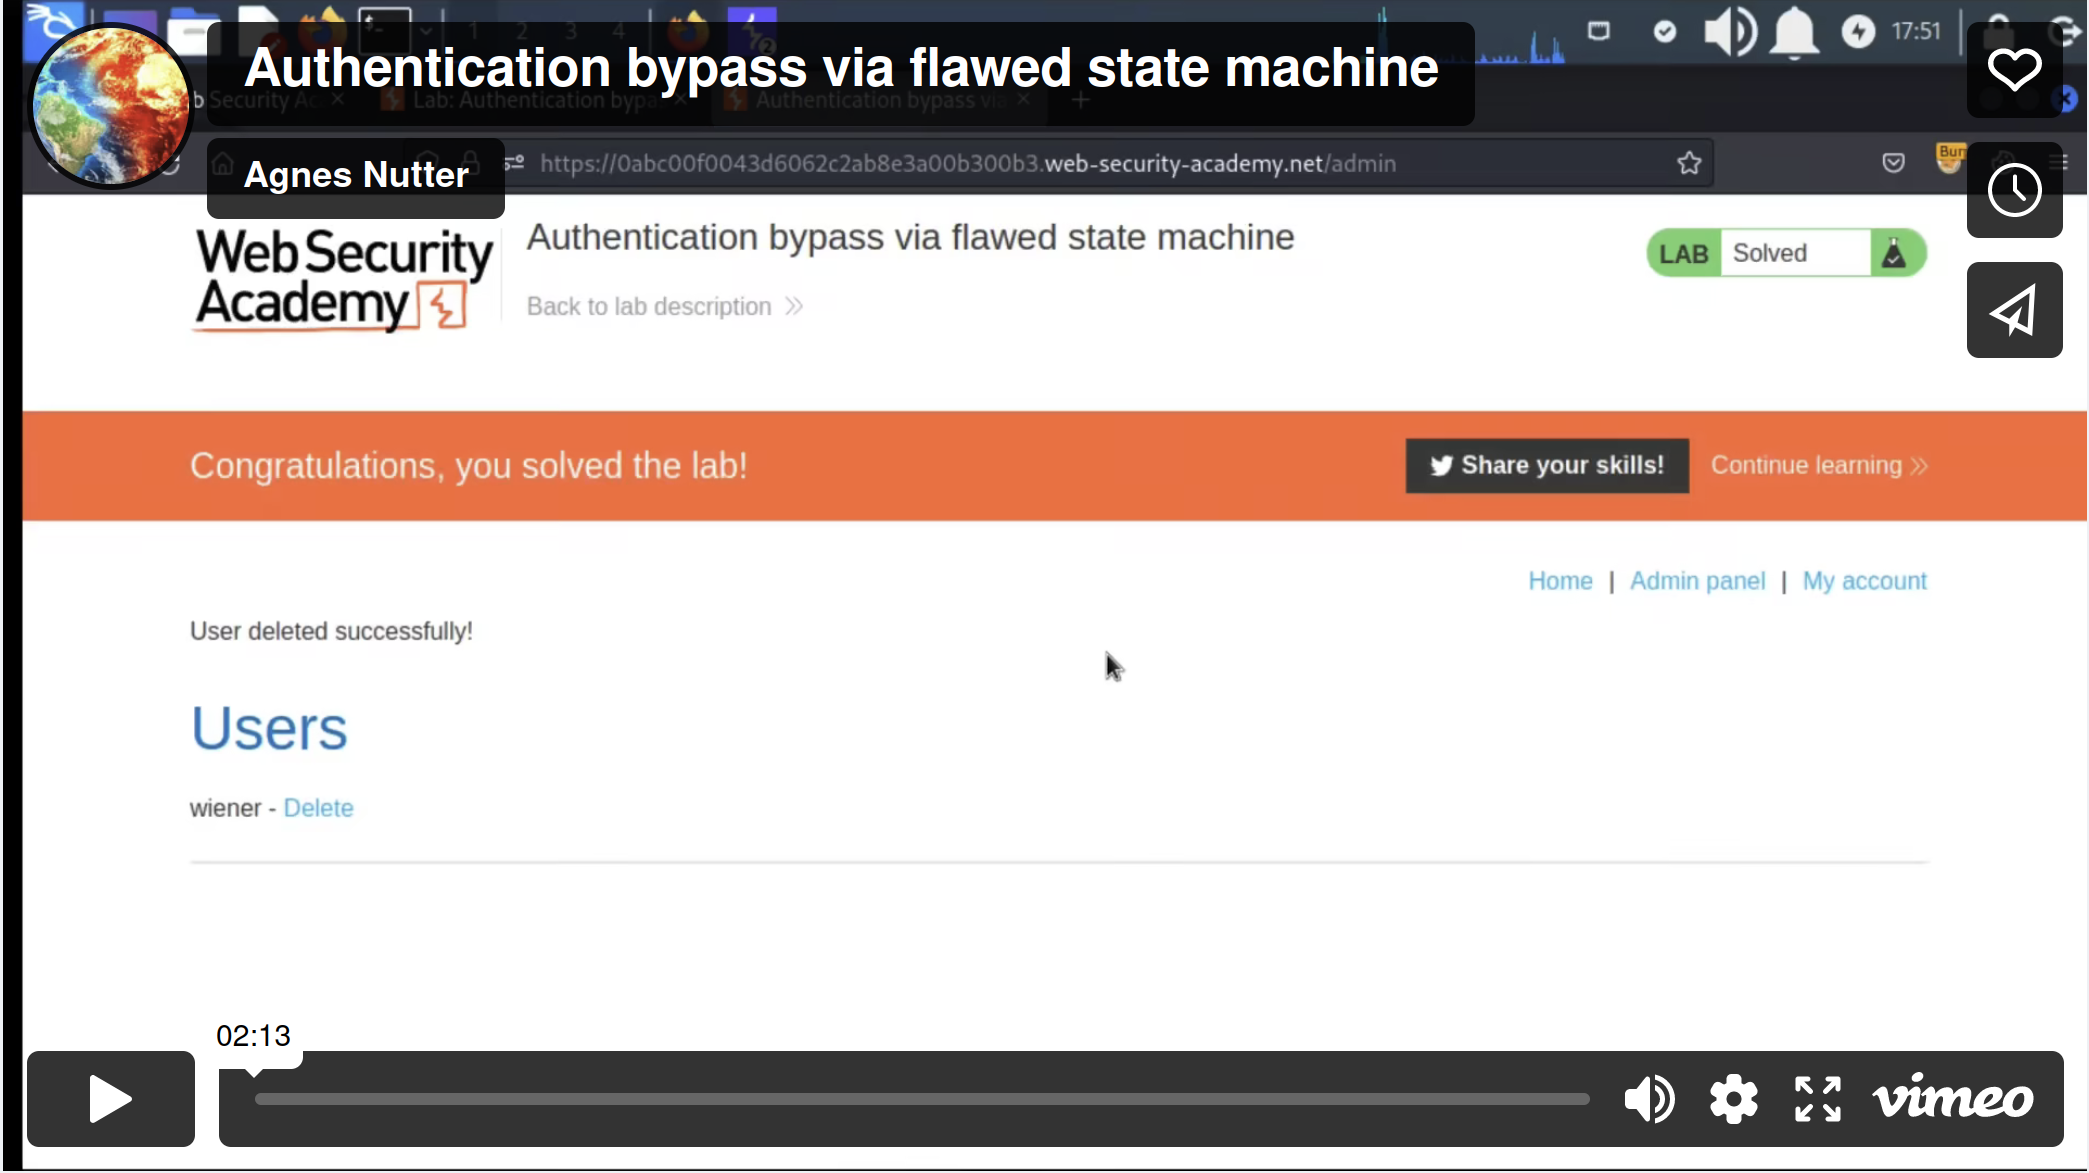 1 2 3 4
17:51
Authentication bypass via flawed state machine
b Security Ac
Lab: Authentication bypa
Authentication bypass via
Agnes Nutter
https://0abc00f0043d6062c2ab8e3a00b300b3.web-security-academy.net/admin
Bur
Web Security
Academy
Authentication bypass via flawed state machine
Back to lab description
LAB Solved
Congratulations, you solved the lab!
Share your skills!
Continue learning
Home | Admin panel | My account
User deleted successfully!
Users
wiener - Delete
02:13
vimeo